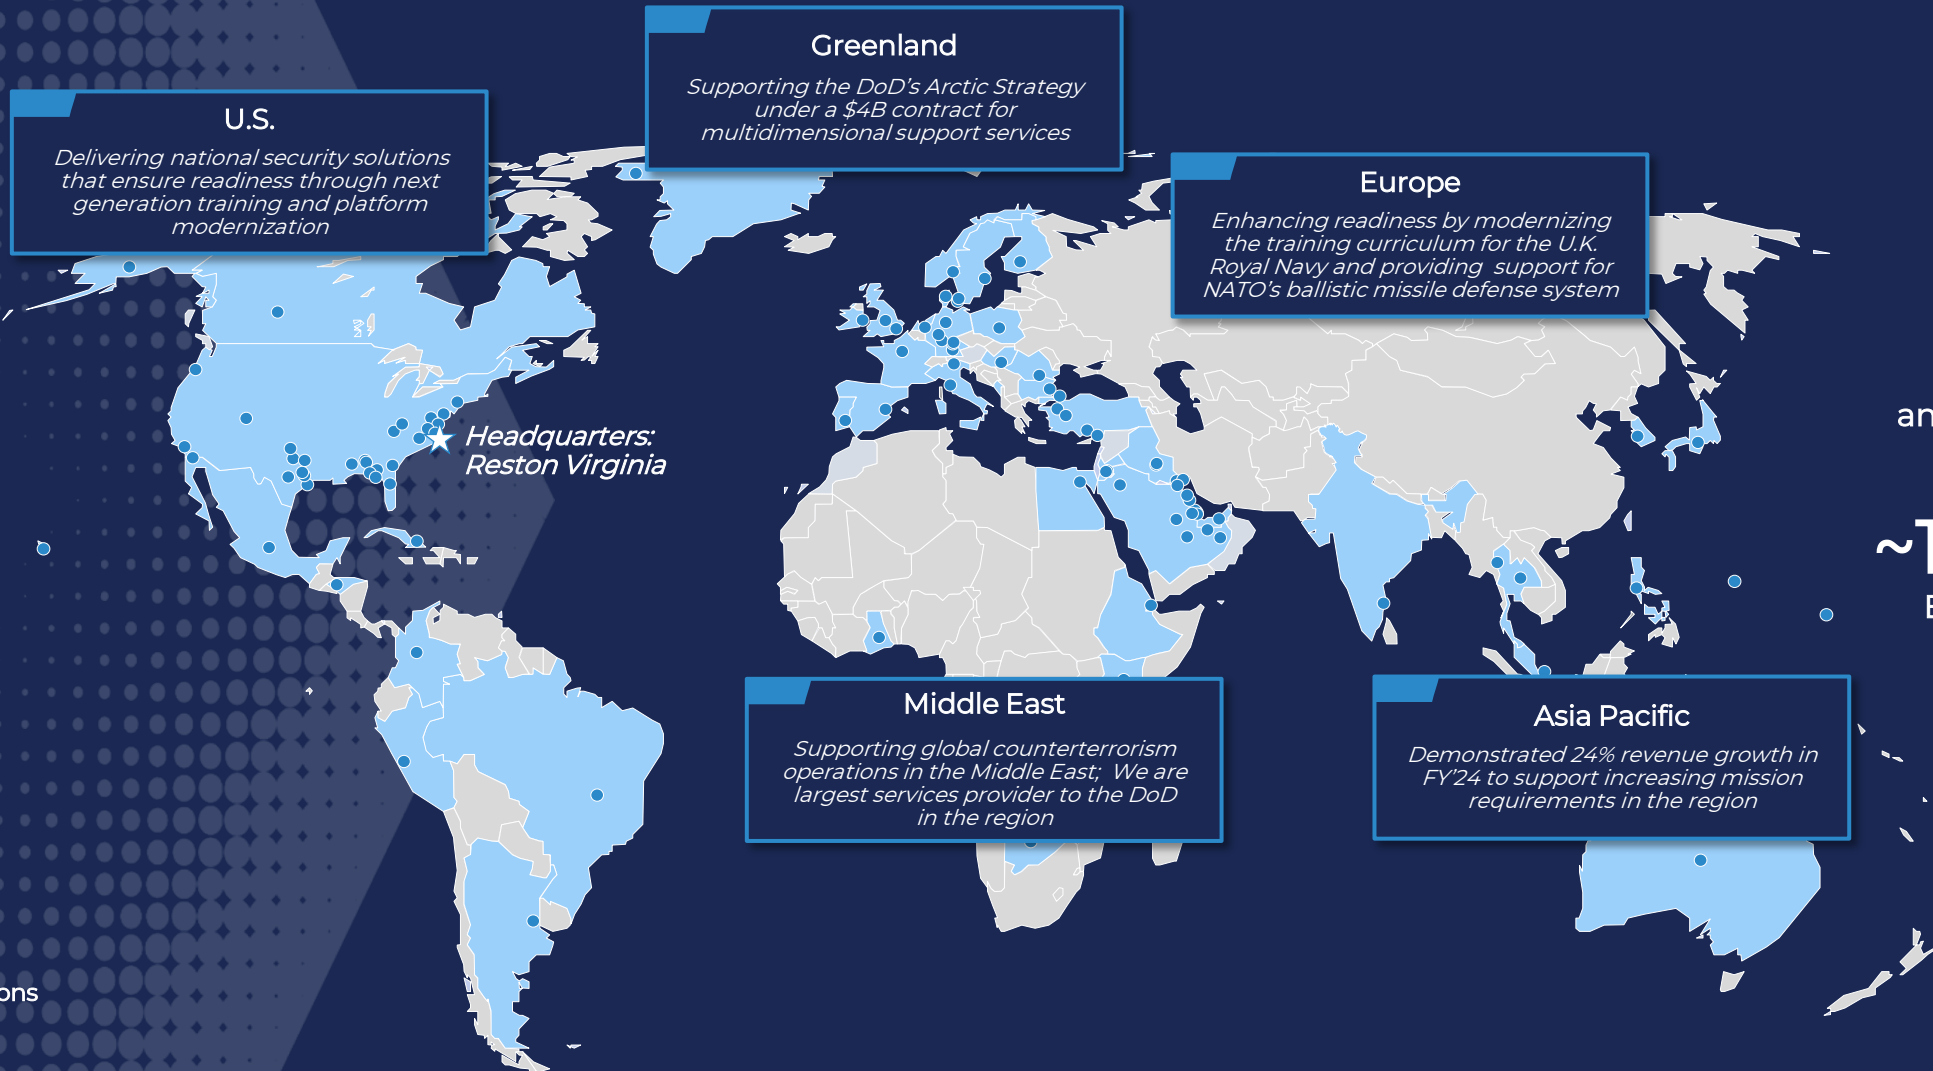 Greenland
Supporting the DoD's Arctic Strategy
under a $4B contract for
multidimensional support services
U.S.
Delivering national security solutions
that ensure readiness through next
generation training and platform
modernization
Europe
Enhancing readiness by modernizing
the training curriculum for the U.K.
Royal Navy and providing  support for
NATO's ballistic missile defense system
Headquarters:
Reston Virginia
Middle East
Supporting global counterterrorism
operations in the Middle East;  We are
largest services provider to the DoD
in the region
Asia Pacific
Demonstrated 24% revenue growth in
FY'24 to support increasing mission
requirements in the region